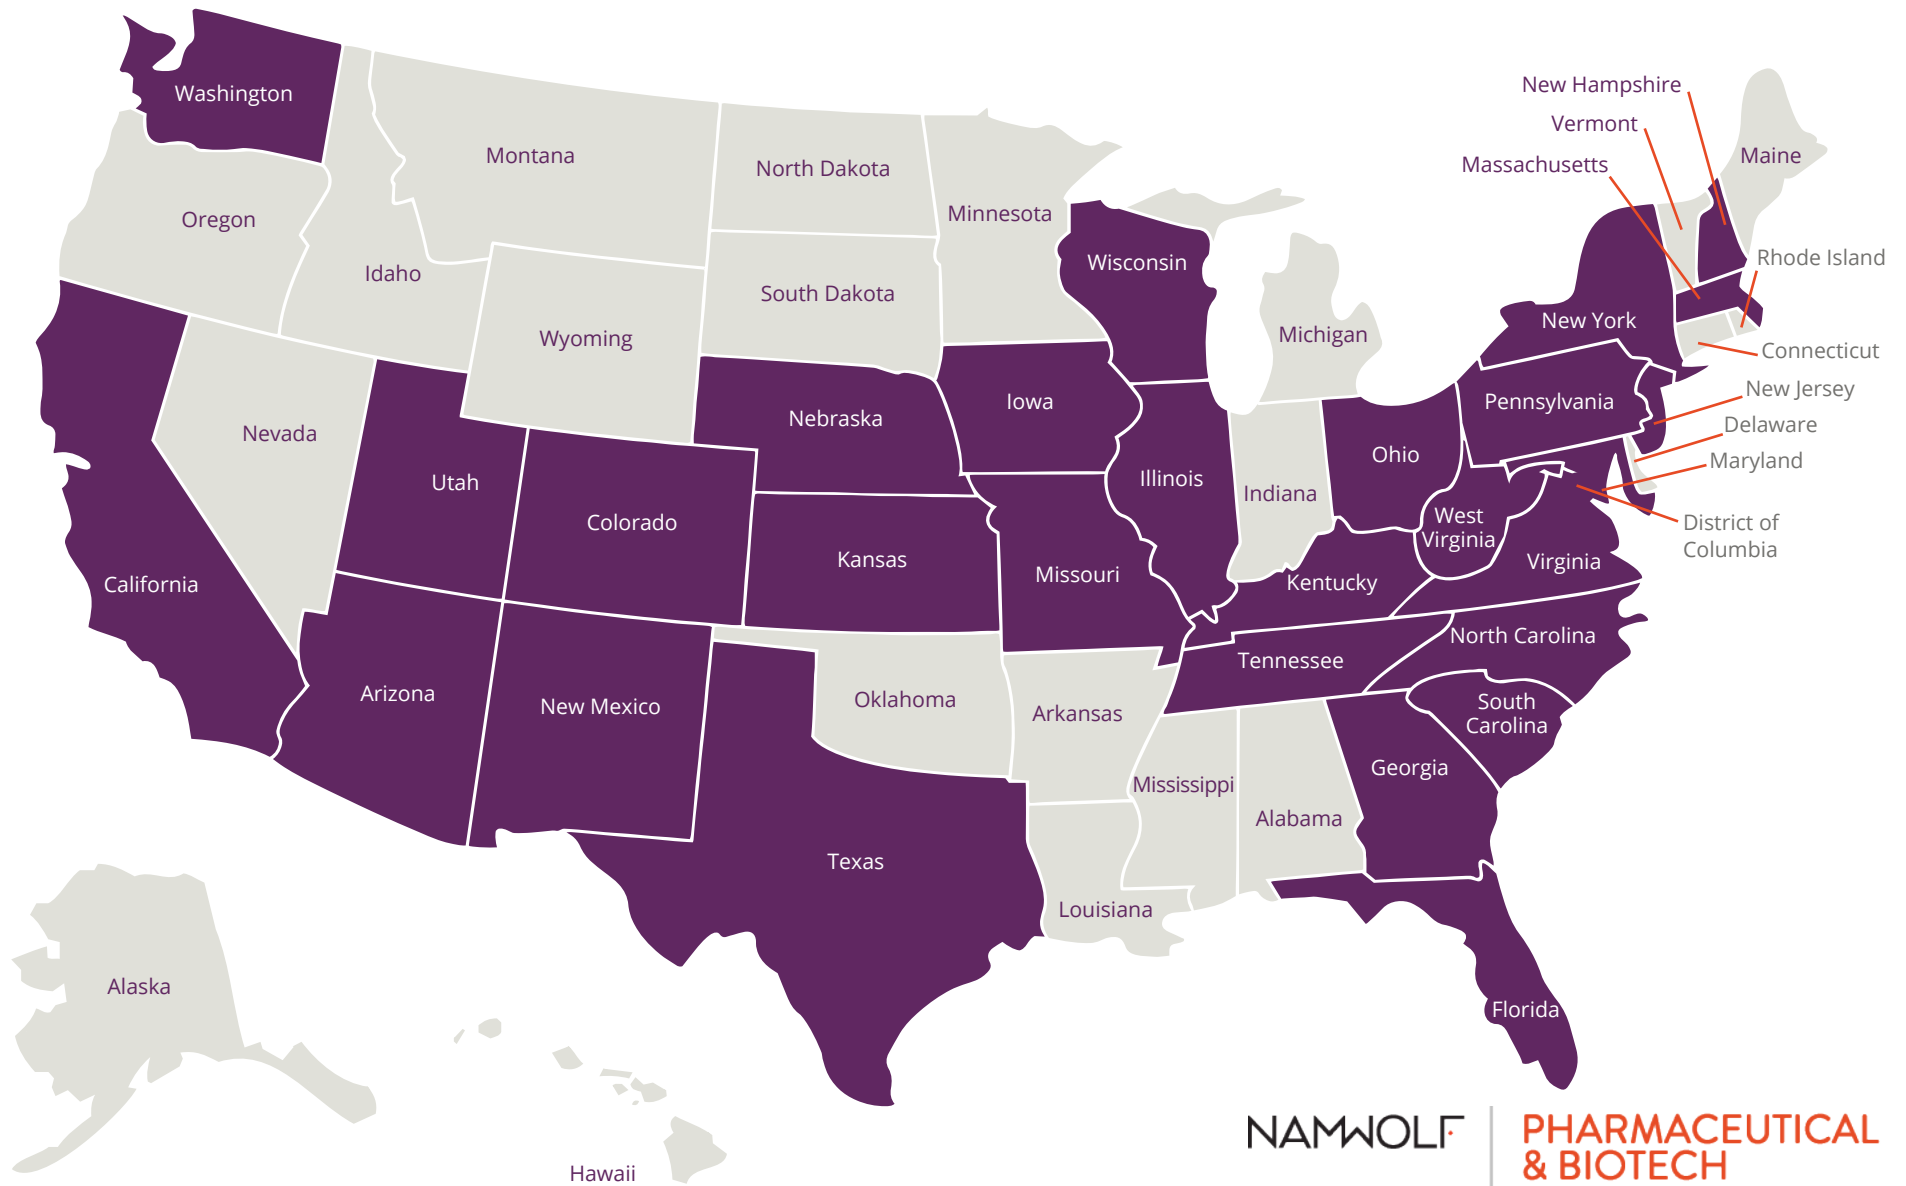 Washington
New Hampshire
Vermont
Massachusetts
Maine
Montana
North Dakota
Minnesota
Oregon
Idaho
Wisconsin
Rhode Island
South Dakota
Wyoming
Michigan
New York
Connecticut
New Jersey
Nebraska
Iowa
Pennsylvania
Delaware
Nevada
Ohio
Maryland
Utah
Illinois
Indiana
Colorado
West
Virginia
District of
Columbia
Kansas
Missouri
Virginia
California
Kentucky
North Carolina
Tennessee
Arizona
New Mexico
Oklahoma
Arkansas
South
Carolina
Georgia
Mississippi
Alabama
Texas
Louisiana
Alaska
Florida
Hawaii
NAMWOLF
PHARMACEUTICAL
& BIOTECH